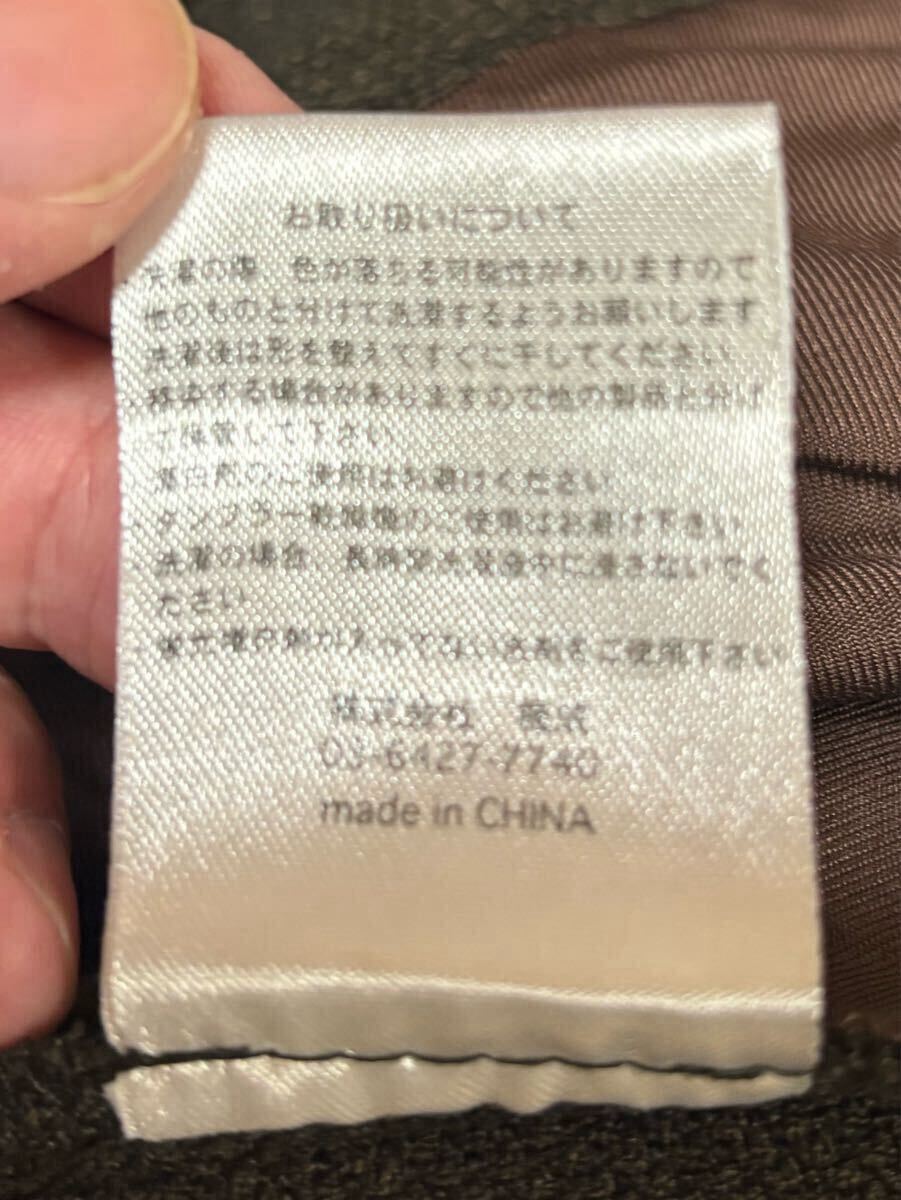 お取り扱いについて
洗濯の際 色が落ちる可能性がありますので
他のものと分けて洗濯するようお願いします
洗濯後は形を整えてすぐに干してください
移染する場合がありますので他の製品と分け
て保管して下さい
漂白剤のご使用はお避けください
タンブラー乾燥機のご使用はお避け下さい
洗濯の場合 長時間水溶液中に浸さないでく
ださい
蛍光増白剤が入ってない洗剤をご使用下さい
株式会社
03-6427-7740
made in CHINA